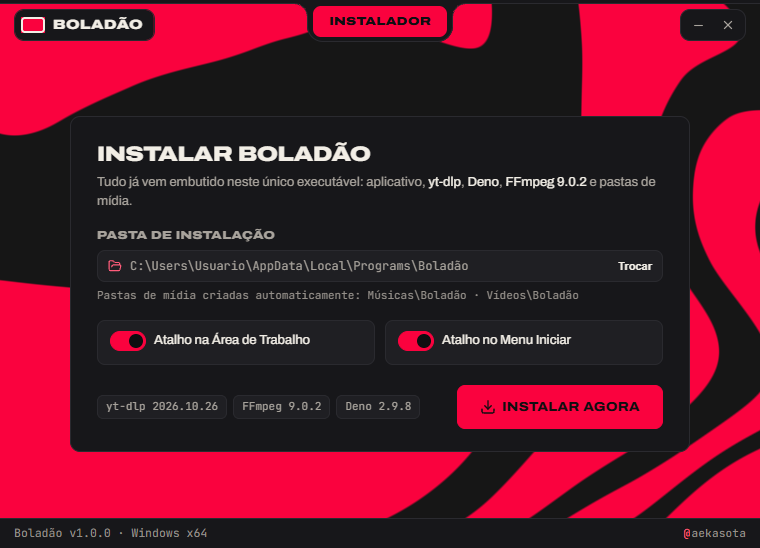 BOLADÃO
INSTALADOR
INSTALAR BOLADÃO
Tudo já vem embutido neste único executável: aplicativo, yt-dlp, Deno, FFmpeg 9.0.2 e pastas de
mídia.
PASTA DE INSTALAÇÃO
C:\Users\Usuario\AppData\Local\Programs\Boladão
Trocar
Pastas de mídia criadas automaticamente: Músicas\Boladão · Vídeos\Boladão
Atalho na Área de Trabalho
Atalho no Menu Iniciar
yt-dlp 2026.10.26
FFmpeg 9.0.2
Deno 2.9.8
INSTALAR AGORA
Boladão v1.0.0 · Windows x64
@aekasota